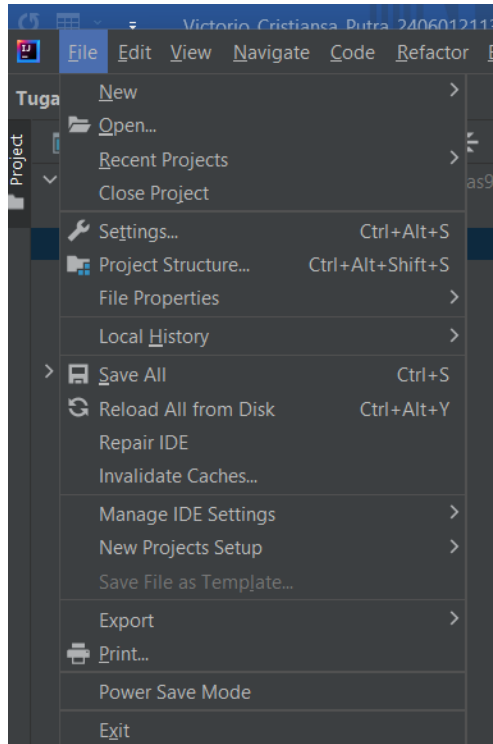 Victorio Cristiansa Putra 2406012113
File Edit View Navigate Code Refactor
Tuga
Project
as9
New
Open...
Recent Projects
Close Project
Settings... Ctrl+Alt+S
Project Structure... Ctrl+Alt+Shift+S
File Properties
Local History
Save All Ctrl+S
Reload All from Disk Ctrl+Alt+Y
Repair IDE
Invalidate Caches...
Manage IDE Settings
New Projects Setup
Save File as Template...
Export
Print...
Power Save Mode
Exit